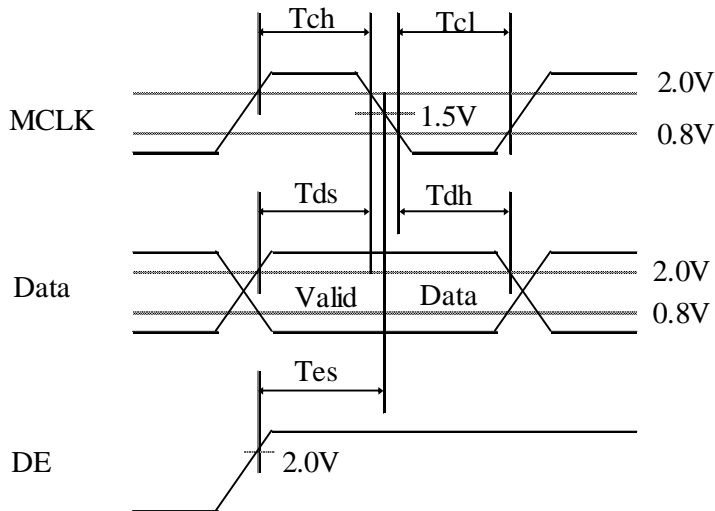 Tch Tcl
2.0V
MCLK 1.5V
0.8V
Tds Tdh
2.0V
Data Valid Data
0.8V
Tes
DE 2.0V